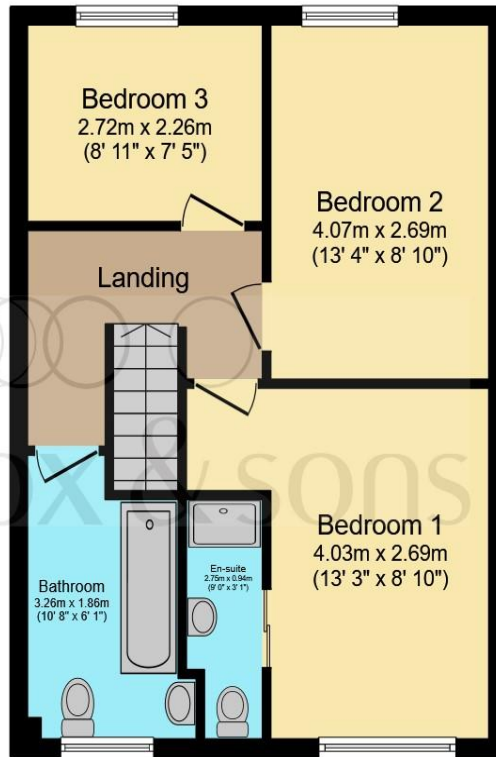 Bedroom 3
2.72m x 2.26m
(8' 11" x 7' 5")
Bedroom 2
4.07m x 2.69m
(13' 4" x 8' 10")
Landing
ox & sons
Bedroom 1
4.03m x 2.69m
(13' 3" x 8' 10")
En-suite
2.75m x 0.94m
(9' 0" x 3' 1")
Bathroom
3.26m x 1.86m
(10' 8" x 6' 1")